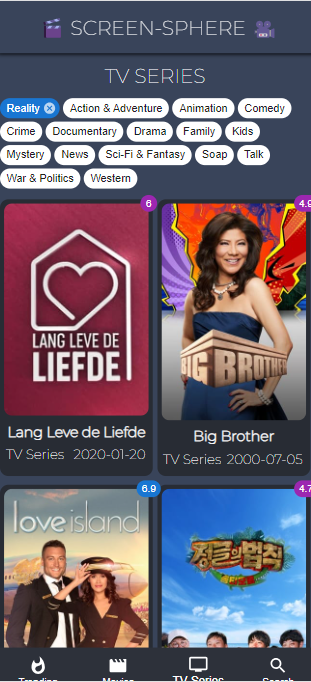 SCREEN-SPHERE
TV SERIES
Reality Action & Adventure Animation Comedy
Crime Documentary Drama Family Kids
Mystery News Sci-Fi & Fantasy Soap Talk
War & Politics Western
6
4.9
LANG LEVE DE
LIEFDE
BIG BROTHER
Lang Leve de Liefde
TV Series 2020-01-20
Big Brother
TV Series 2000-07-05
6.9
4.7
love island
정글의 법칙
Trending Movies TV Series Search